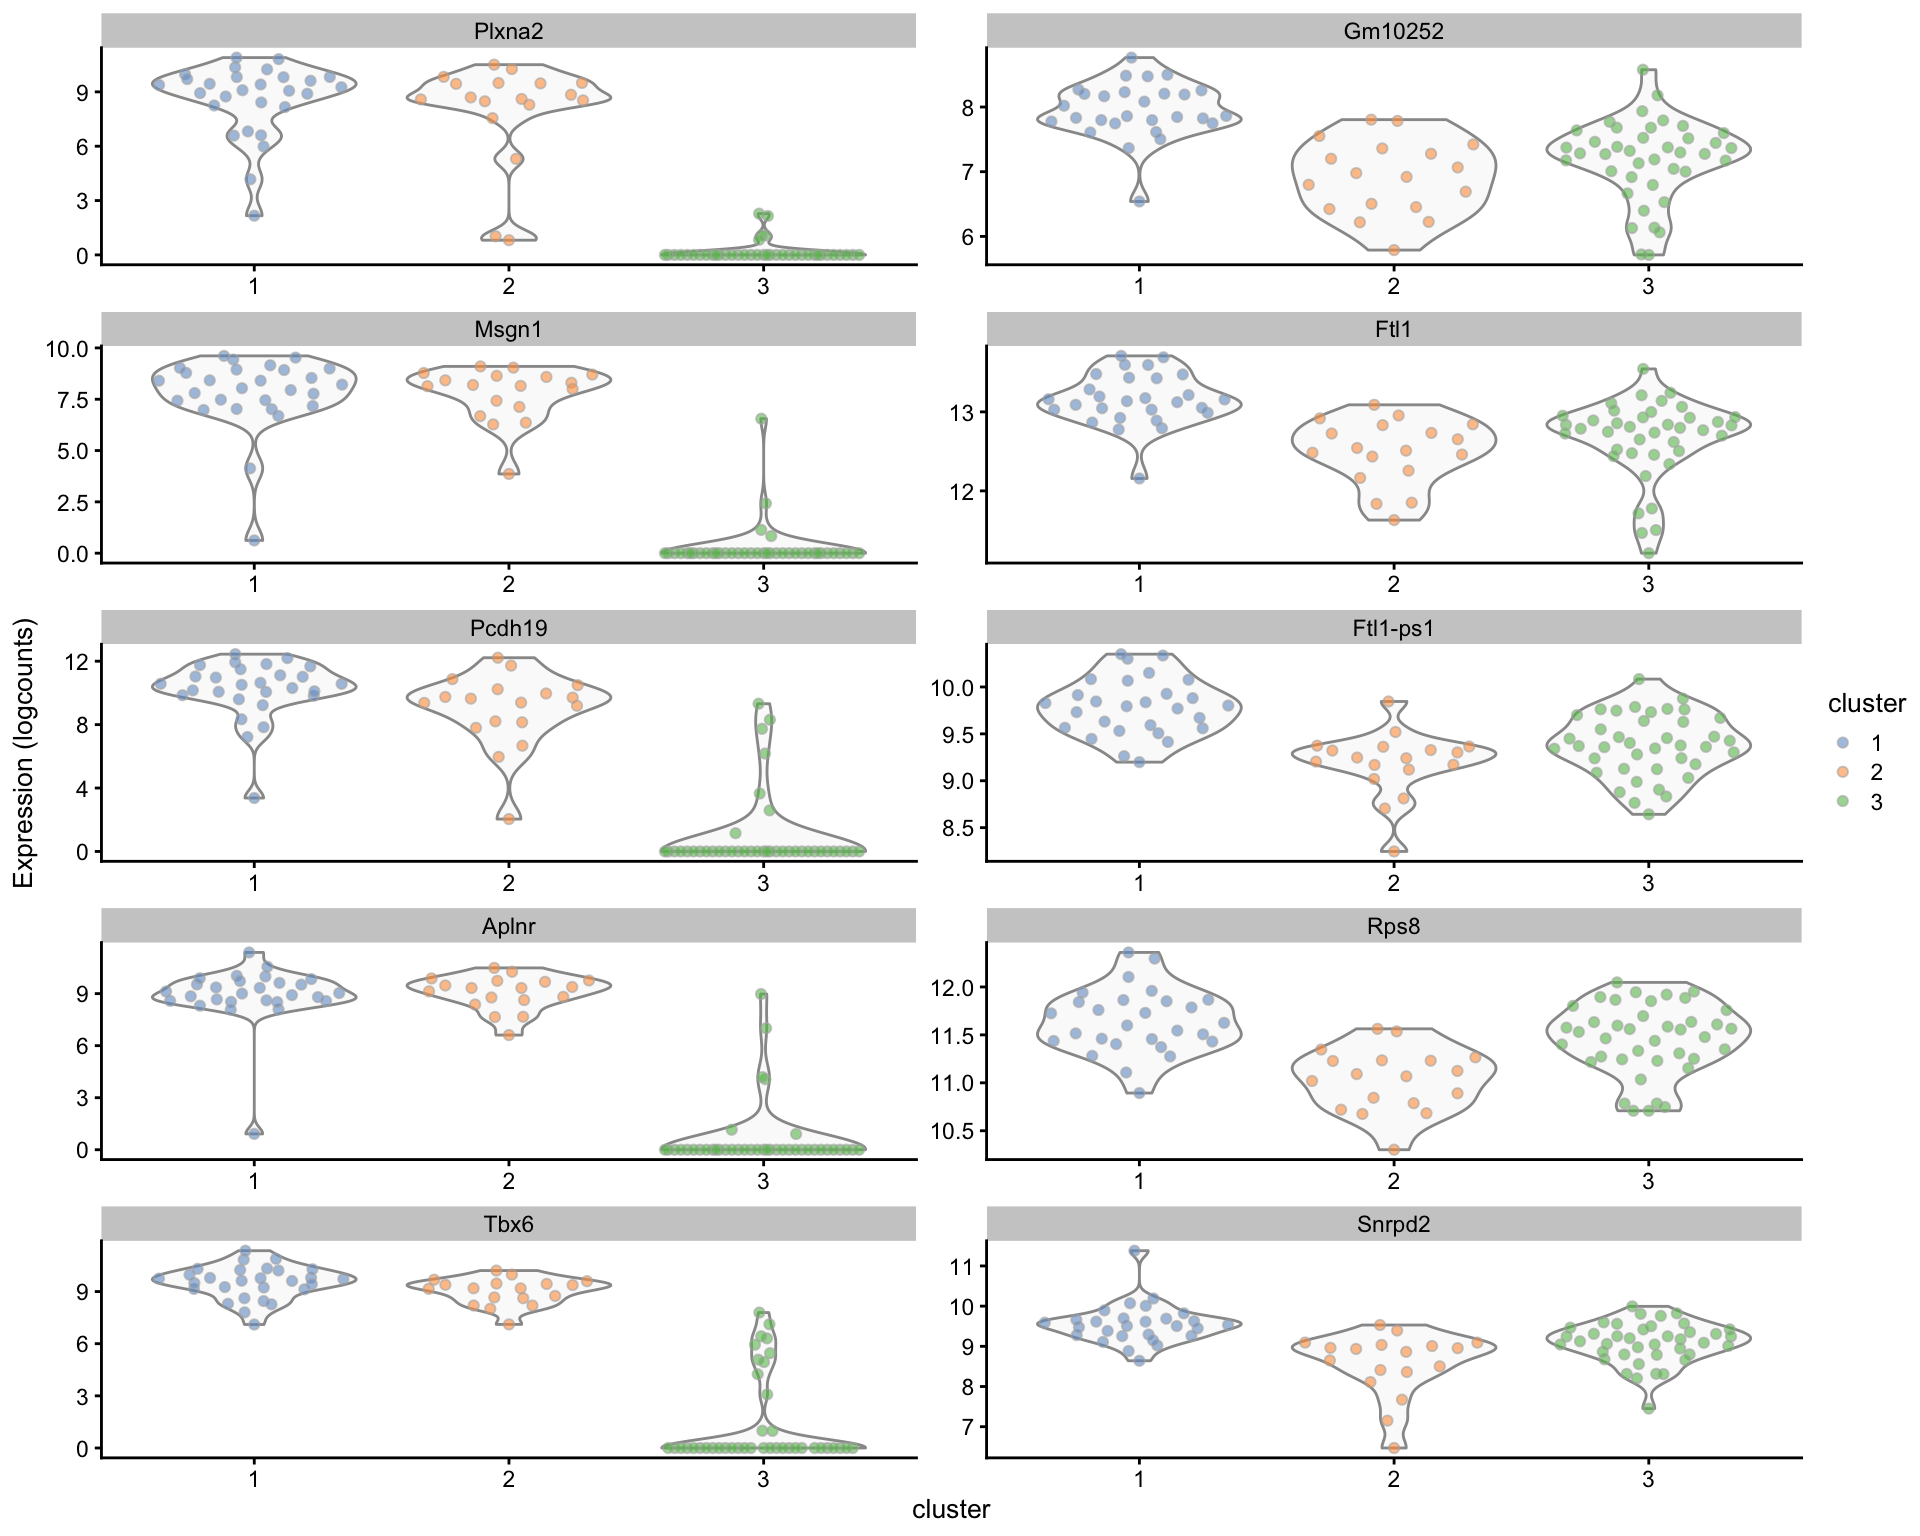 Plxna2
9
6
3
0
1 2 3
Gm10252
8
7
6
1 2 3
Msgn1
10.0
7.5
5.0
2.5
0.0
1 2 3
Ftl1
13
12
1 2 3
Pcdh19
12
8
4
0
1 2 3
Ftl1-ps1
10.0
9.5
9.0
8.5
1 2 3
Aplnr
9
6
3
0
1 2 3
Rps8
12.0
11.5
11.0
10.5
1 2 3
Tbx6
9
6
3
0
1 2 3
Snrpd2
11
10
9
8
7
1 2 3
Expression (logcounts)
cluster
cluster
1
2
3